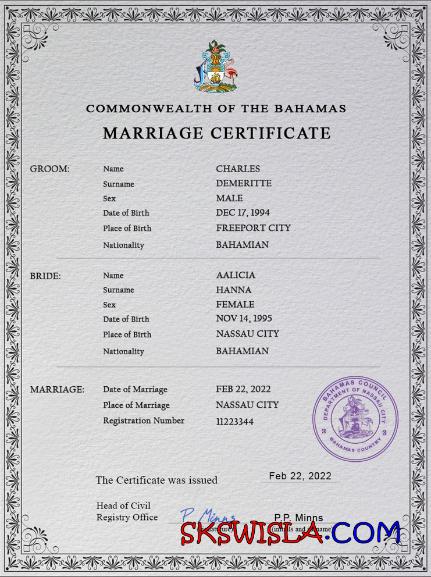 COMMONWEALTH OF THE BAHAMAS
MARRIAGE CERTIFICATE
GROOM: Name CHARLES
Surname DEMERITTE
Sex MALE
Date of Birth DEC 17, 1994
Place of Birth FREEPORT CITY
Nationality BAHAMIAN
BRIDE: Name AALICIA
Surname HANNA
Sex FEMALE
Date of Birth NOV 14, 1995
Place of Birth NASSAU CITY
Nationality BAHAMIAN
MARRIAGE: Date of Marriage FEB 22, 2022
Place of Marriage NASSAU CITY
Registration Number 11223344
BAHAMAS COUNCIL
DEPARTMENT OF NASSAU CITY
BAHAMAS COUNTRY
The Certificate was issued Feb 22, 2022
Head of Civil
Registry Office P. Minns P.P. Minns
SKSWISLA.COM